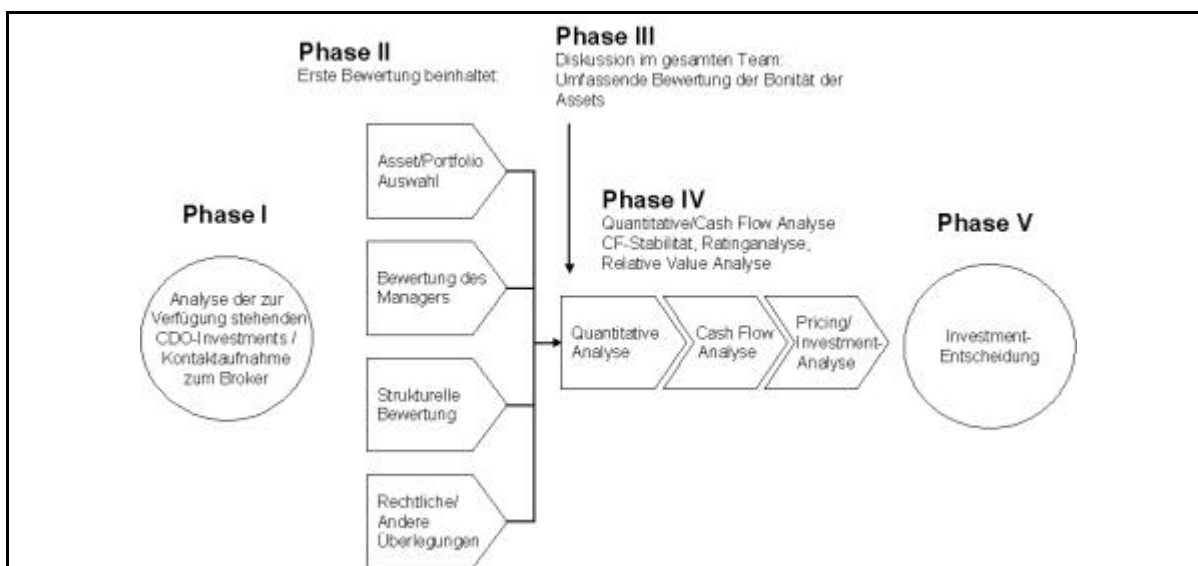 Phase I
Analyse der zur
Verfügung stehenden
CDO-Investments /
Kontaktaufnahme
zum Broker
Phase II
Erste Bewertung beinhaltet:
Asset/Portfolio
Auswahl
Bewertung des
Managers
Strukturelle
Bewertung
Rechtliche/
Andere
Überlegungen
Phase III
Diskussion im gesamten Team:
Umfassende Bewertung der Bonität der
Assets
Phase IV
Quantitative/Cash Flow Analyse
CF-Stabilität, Ratinganalyse,
Relative Value Analyse
Quantitative
Analyse
Cash Flow
Analyse
Pricing/
Investment-
Analyse
Phase V
Investment-
Entscheidung